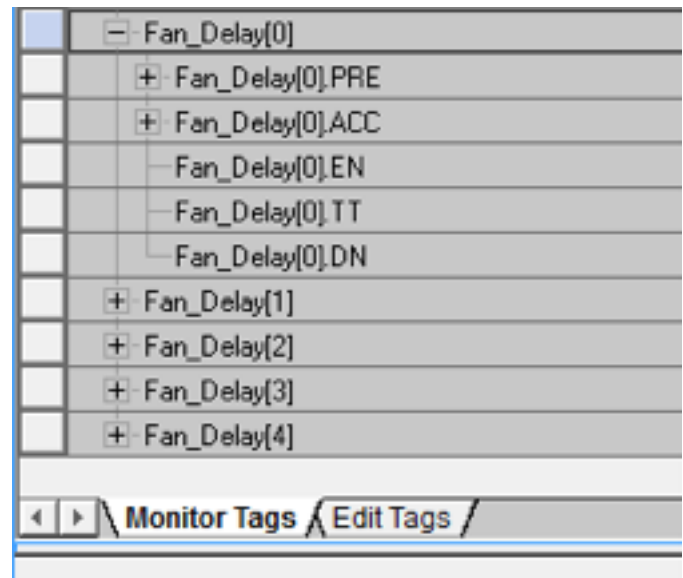 Fan_Delay[0]
Fan_Delay[0].PRE
Fan_Delay[0].ACC
Fan_Delay[0].EN
Fan_Delay[0].TT
Fan_Delay[0].DN
Fan_Delay[1]
Fan_Delay[2]
Fan_Delay[3]
Fan_Delay[4]
Monitor Tags Edit Tags